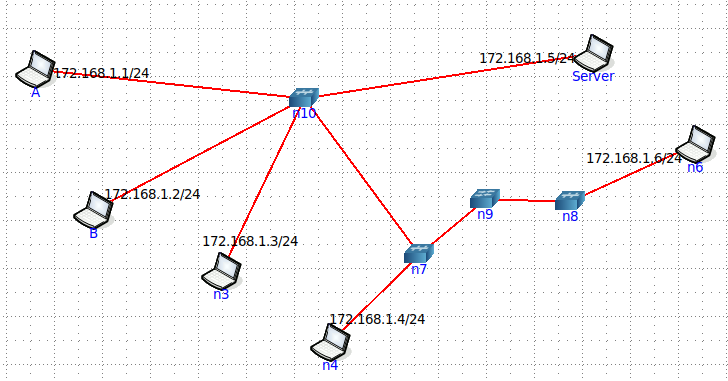 172.168.1.1/24
A
172.168.1.5/24
Server
n10
172.168.1.6/24
n6
172.168.1.2/24
B
n9
n8
172.168.1.3/24
n3
n7
172.168.1.4/24
n4